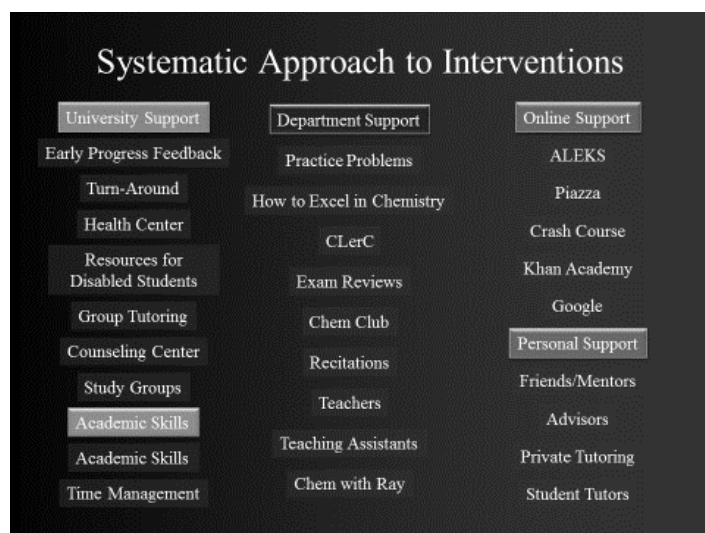 Systematic Approach to Interventions
University Support
Early Progress Feedback
Turn-Around
Health Center
Resources for
Disabled Students
Group Tutoring
Counseling Center
Study Groups
Academic Skills
Academic Skills
Time Management
Department Support
Practice Problems
How to Excel in Chemistry
CLerC
Exam Reviews
Chem Club
Recitations
Teachers
Teaching Assistants
Chem with Ray
Online Support
ALEKS
Piazza
Crash Course
Khan Academy
Google
Personal Support
Friends/Mentors
Advisors
Private Tutoring
Student Tutors